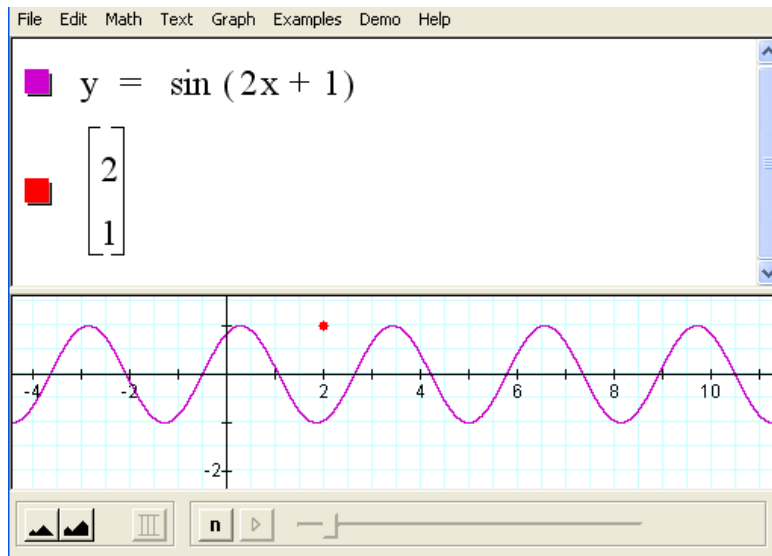 File Edit Math Text Graph Examples Demo Help
y = sin (2x + 1)
2
1
-4 -2 2 4 6 8 10
-2
n